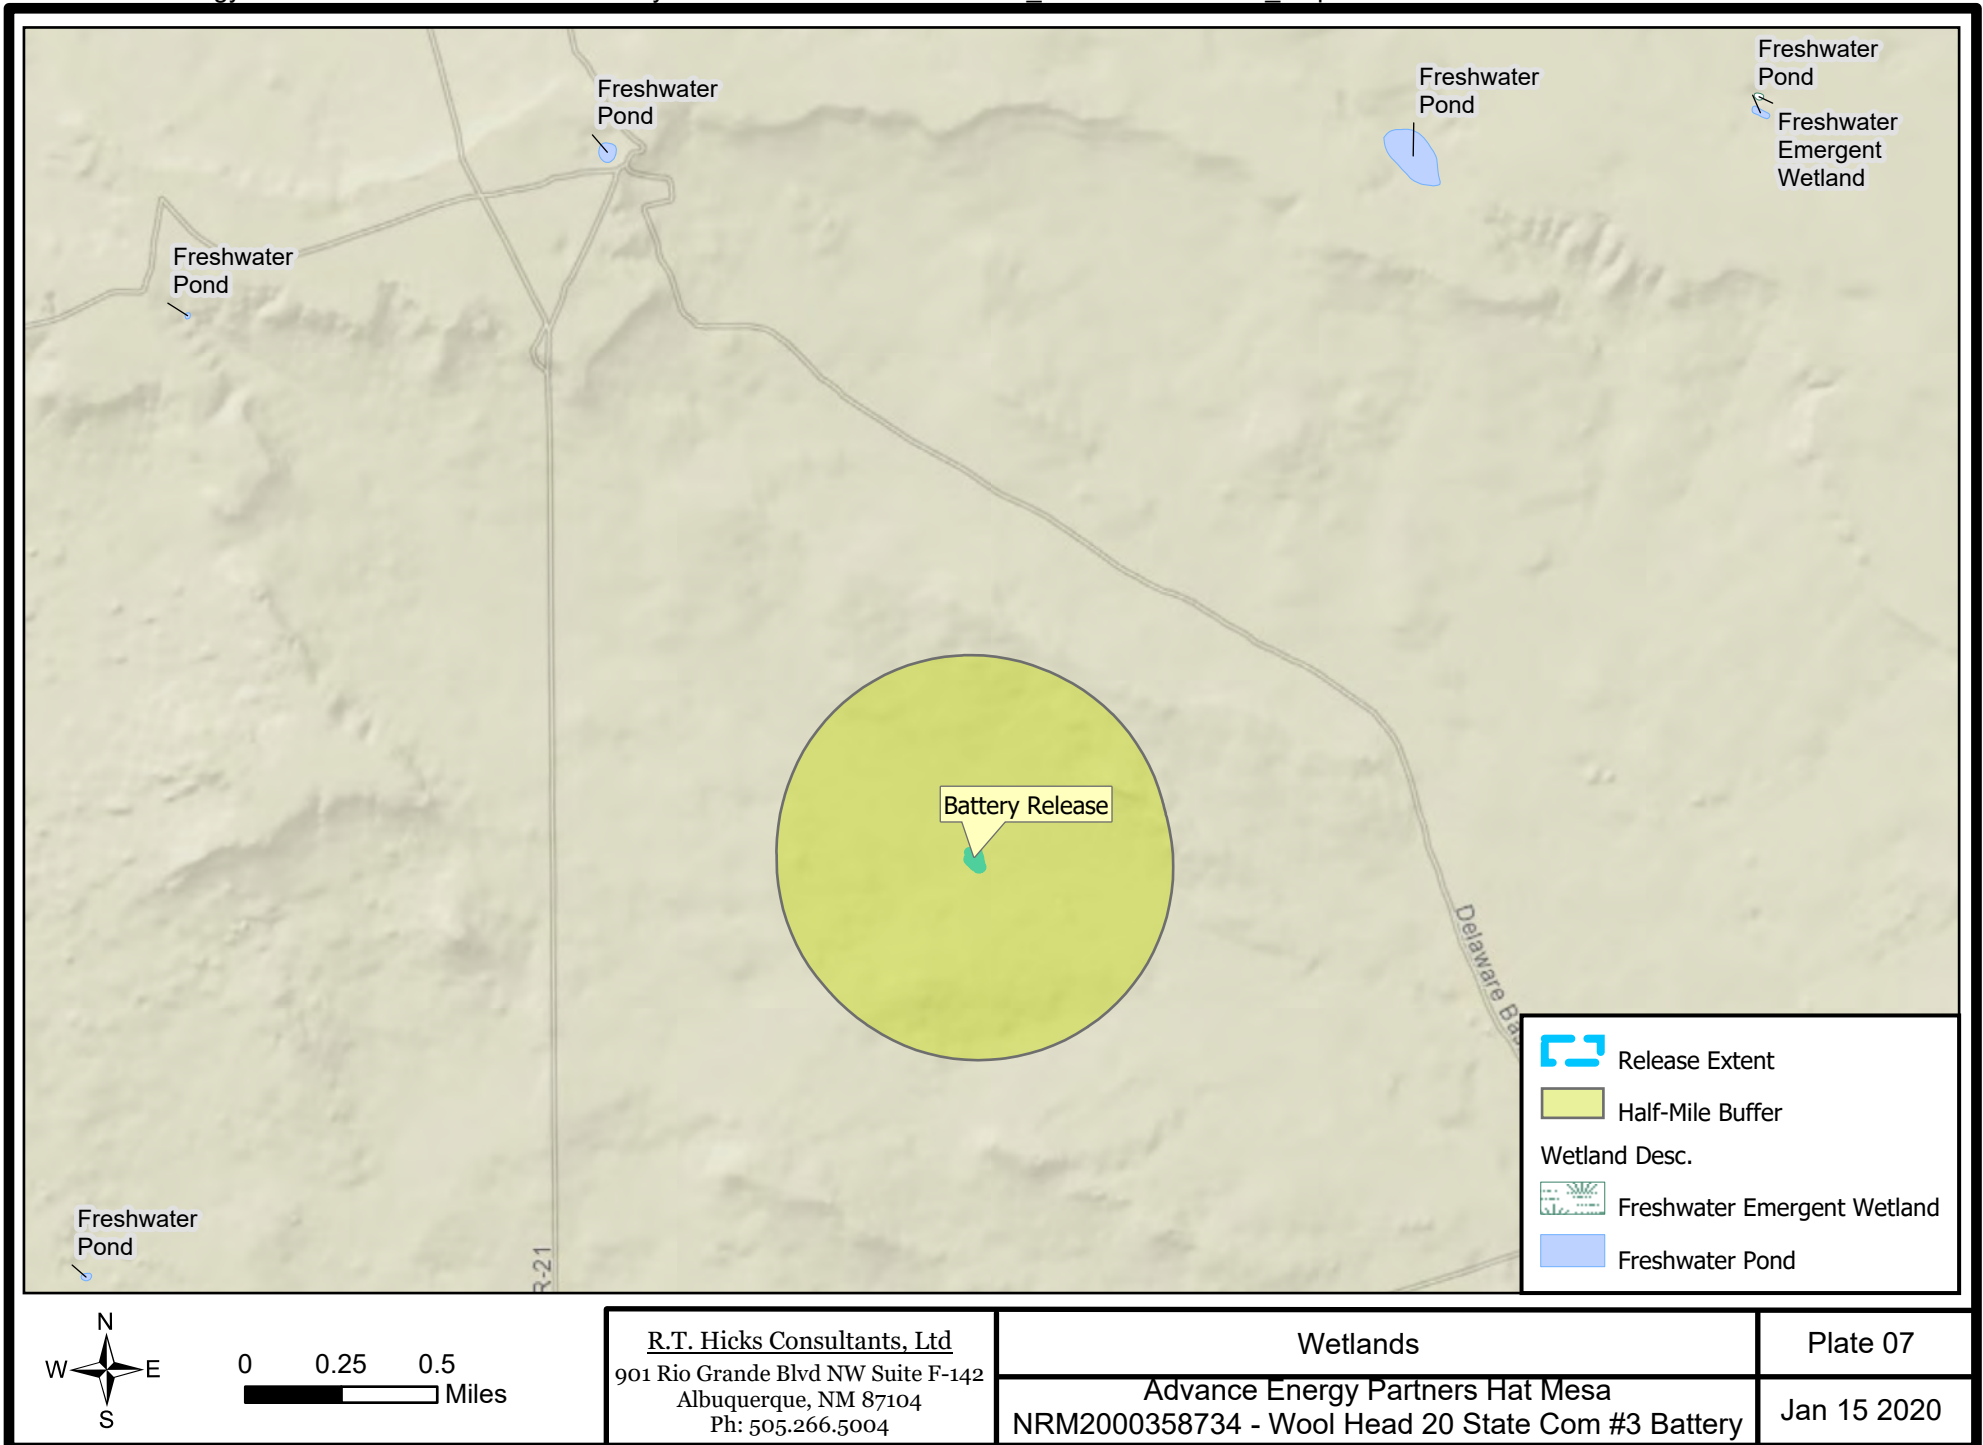 Freshwater
Pond
Freshwater
Pond
Freshwater
Pond
Freshwater
Emergent
Wetland
Freshwater
Pond
Battery Release
Delaware
Freshwater
Pond
R-21
Release Extent
Half-Mile Buffer
Wetland Desc.
Freshwater Emergent Wetland
Freshwater Pond
N
W E
S
0 0.25 0.5
Miles
R.T. Hicks Consultants, Ltd
901 Rio Grande Blvd NW Suite F-142
Albuquerque, NM 87104
Ph: 505.266.5004
Wetlands
Advance Energy Partners Hat Mesa
NRM2000358734 - Wool Head 20 State Com #3 Battery
Plate 07
Jan 15 2020